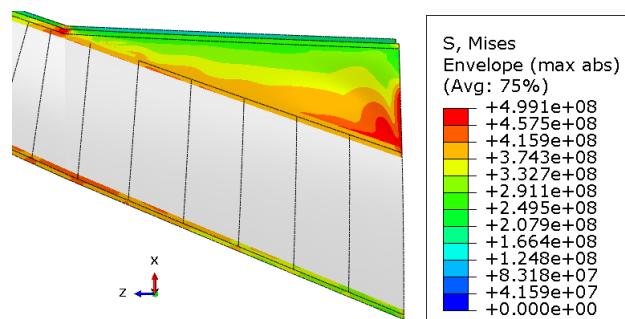 S, Mises
Envelope (max abs)
(Avg: 75%)
+4.991e+08
+4.575e+08
+4.159e+08
+3.743e+08
+3.327e+08
+2.911e+08
+2.495e+08
+2.079e+08
+1.664e+08
+1.248e+08
+8.318e+07
+4.159e+07
+0.000e+00
X
Z